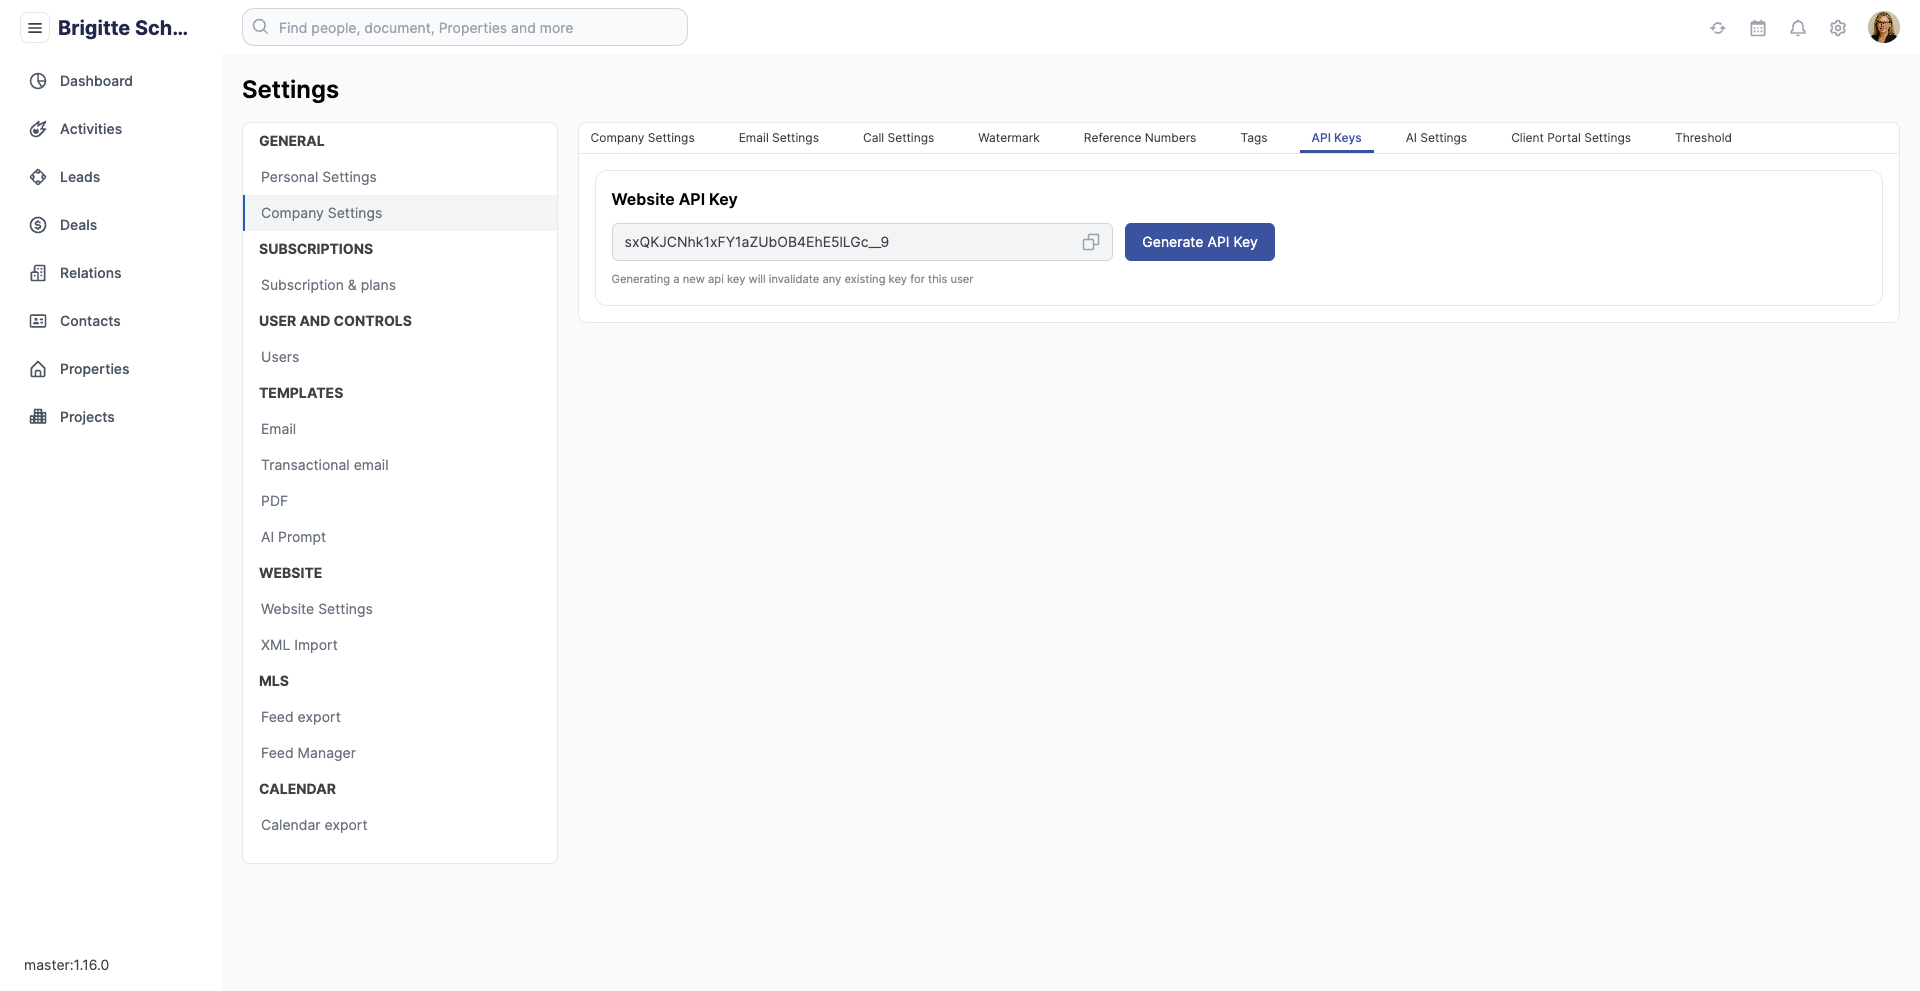 Brigitte Sch...
Find people, document, Properties and more
Dashboard
Activities
Leads
Deals
Relations
Contacts
Properties
Projects
master:1.16.0
Settings
GENERAL
Personal Settings
Company Settings
SUBSCRIPTIONS
Subscription & plans
USER AND CONTROLS
Users
TEMPLATES
Email
Transactional email
PDF
AI Prompt
WEBSITE
Website Settings
XML Import
MLS
Feed export
Feed Manager
CALENDAR
Calendar export
Company Settings Email Settings Call Settings Watermark Reference Numbers Tags API Keys AI Settings Client Portal Settings Threshold
Website API Key
sxQKJCNhk1xFY1aZUbOB4EhE5lLGc__9
Generate API Key
Generating a new api key will invalidate any existing key for this user